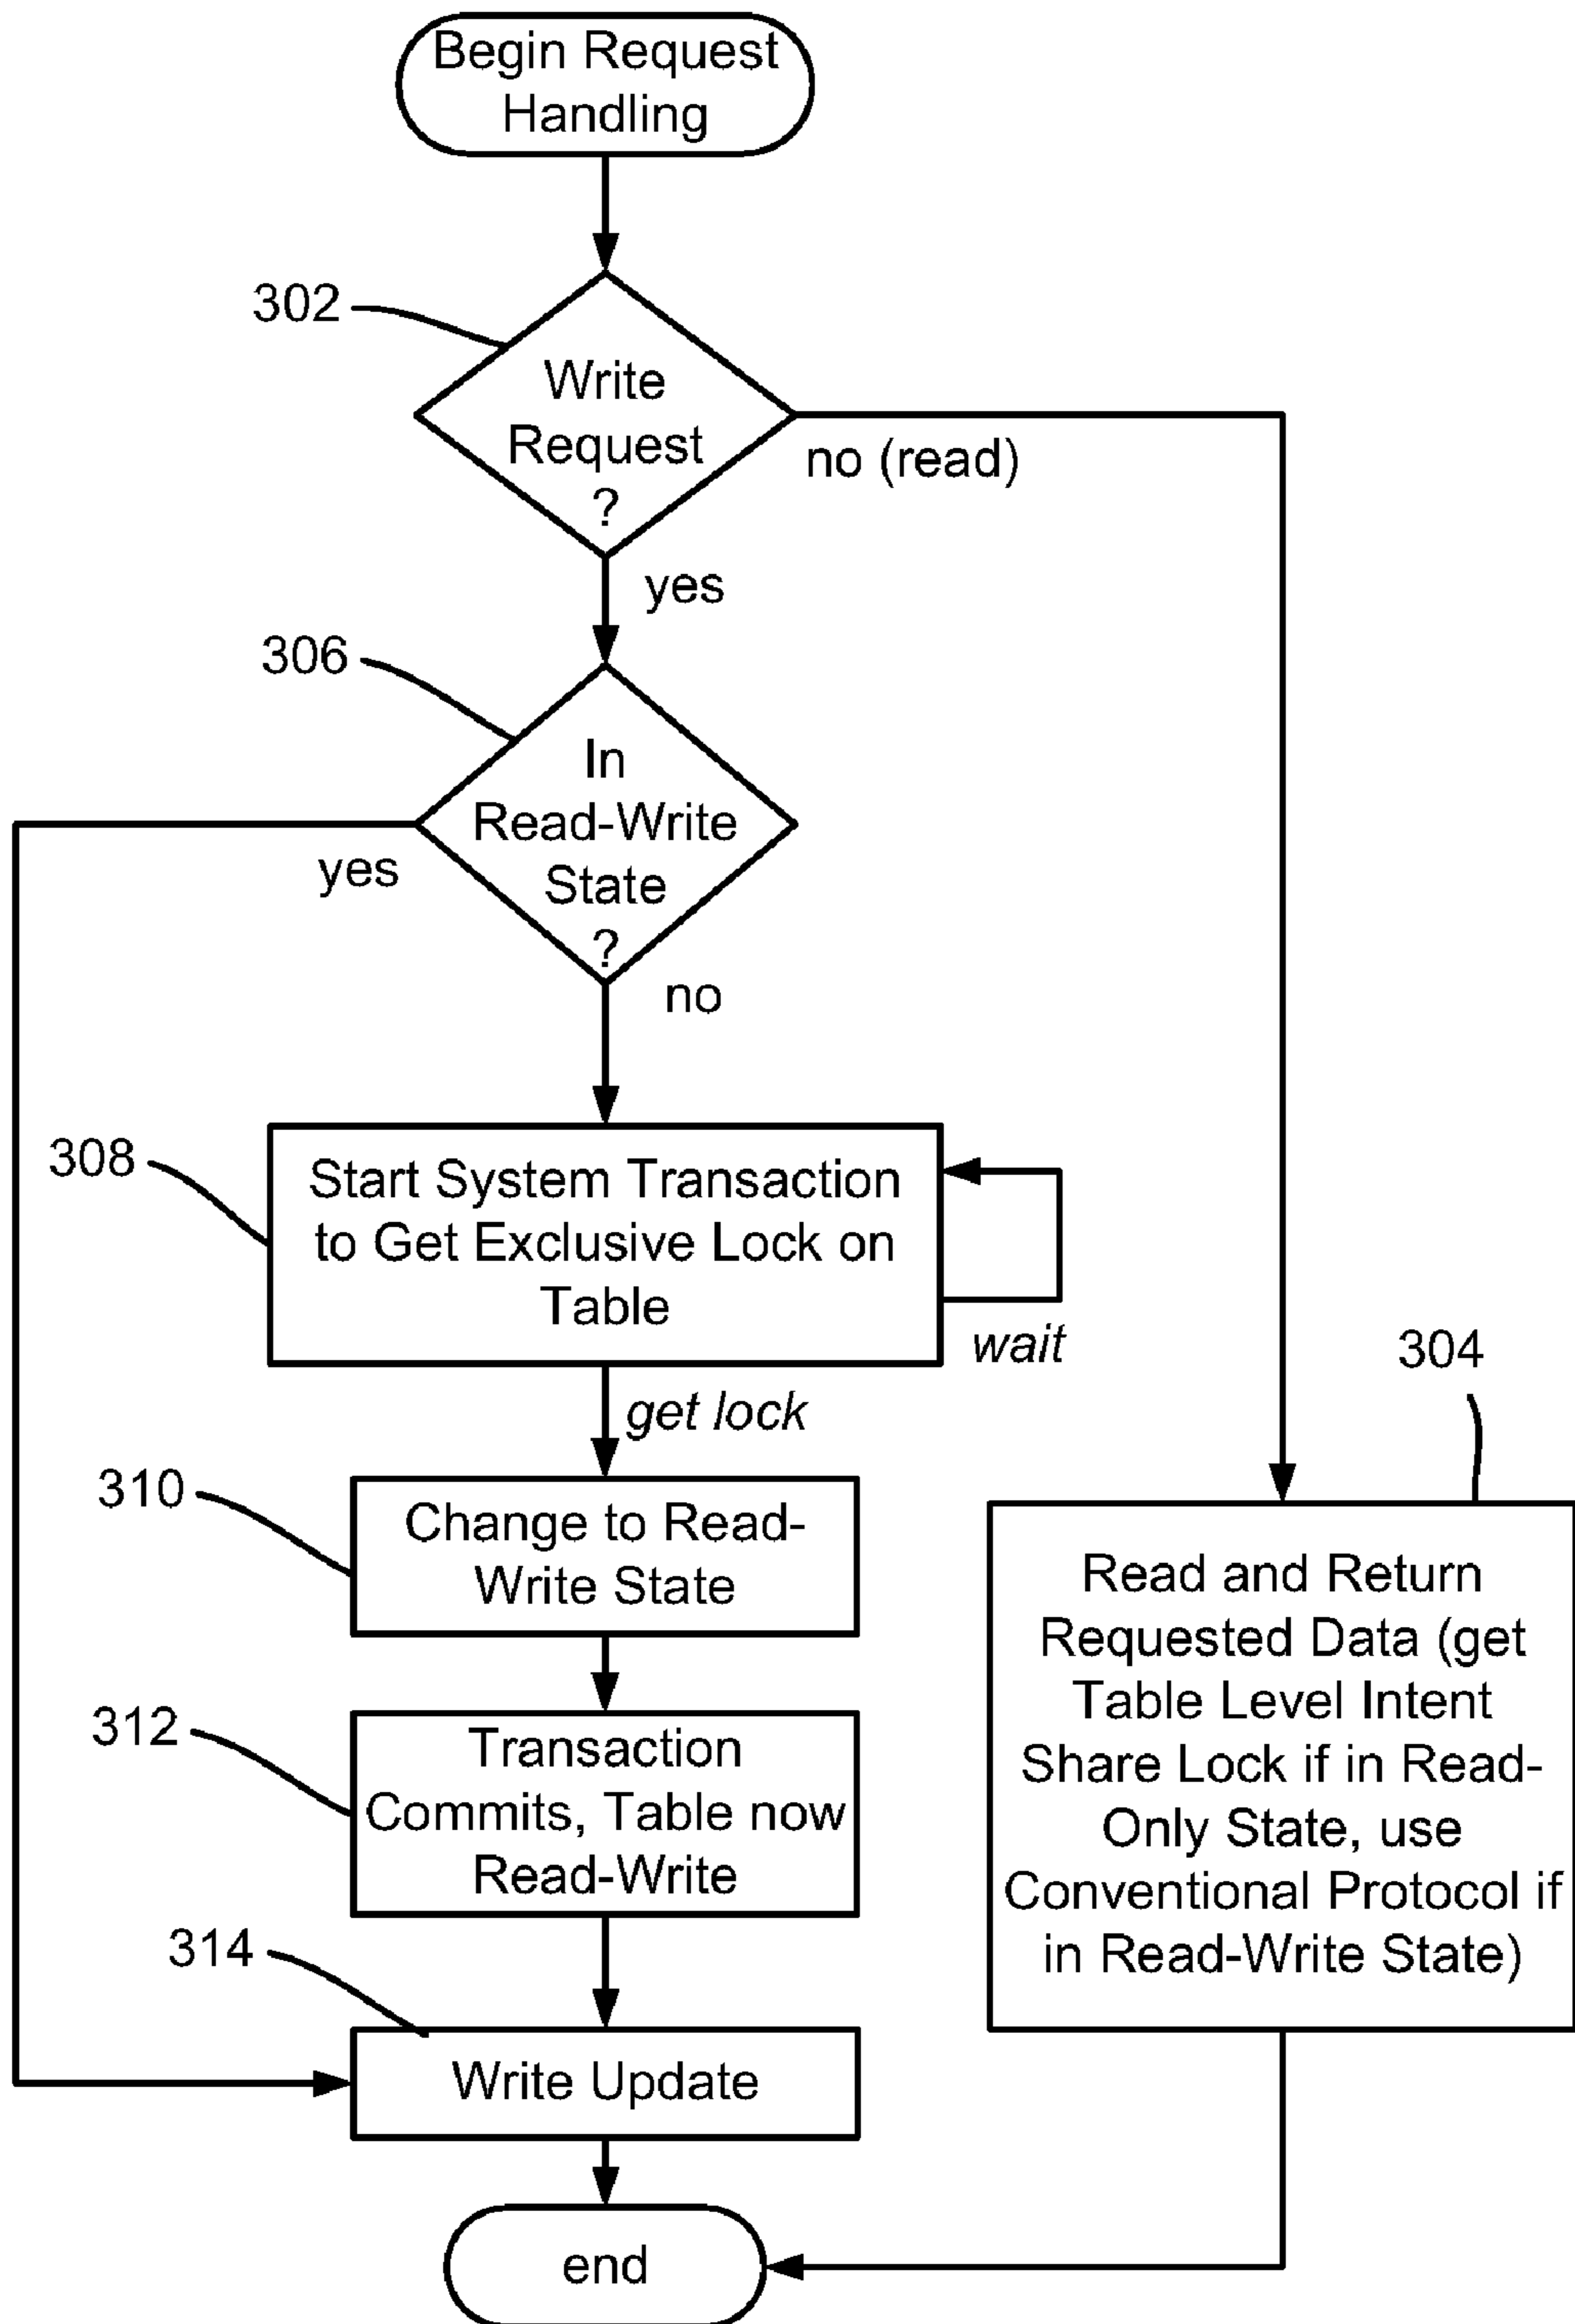 Begin Request
Handling
302
Write
Request
?
no (read)
yes
306
In
Read-Write
State
?
yes
no
308
Start System Transaction
to Get Exclusive Lock on
Table
wait
get lock
304
310
Change to Read-
Write State
Read and Return
Requested Data (get
Table Level Intent
Share Lock if in Read-
Only State, use
Conventional Protocol if
in Read-Write State)
312
Transaction
Commits, Table now
Read-Write
314
Write Update
end